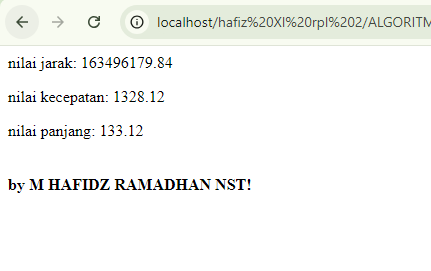 localhost/hafiz%20XI%20rpl%202/ALGORITM
nilai jarak: 163496179.84
nilai kecepatan: 1328.12
nilai panjang: 133.12
by M HAFIDZ RAMADHAN NST!